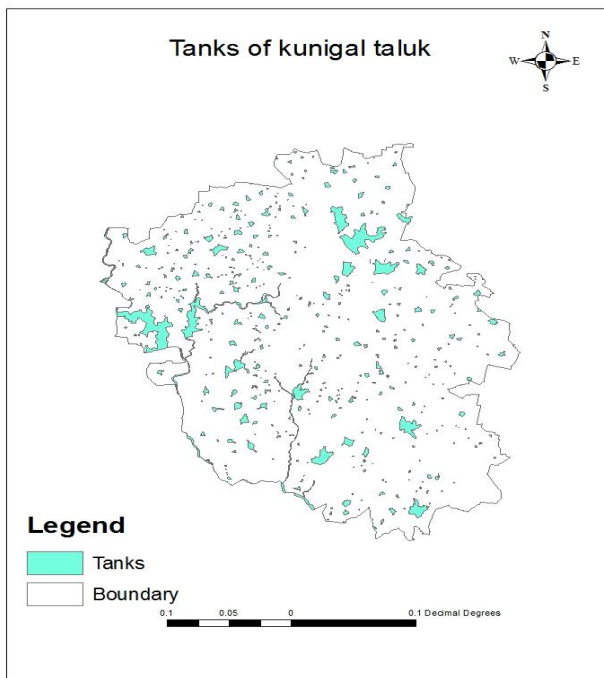 Tanks of kunigal taluk
N
W E
S
Legend
Tanks
Boundary
0.1 0.05 0 0.1 Decimal Degrees